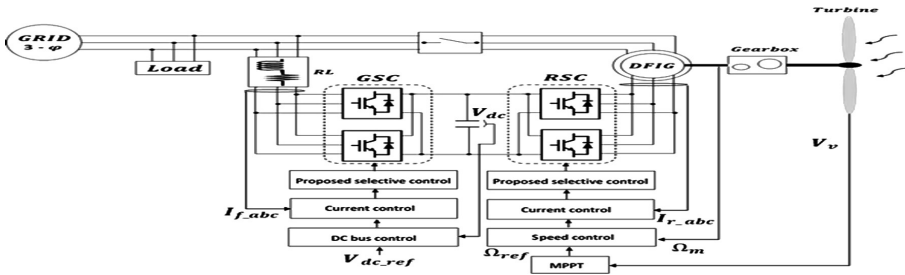 Turbine
GRID
3 - φ
Load
RL
GSC
RSC
DFIG
Gearbox
V_dc
V_v
Proposed selective control
Proposed selective control
I_f_abc
Current control
Current control
I_r_abc
DC bus control
Speed control
Ω_ref
Ω_m
V_dc_ref
MPPT